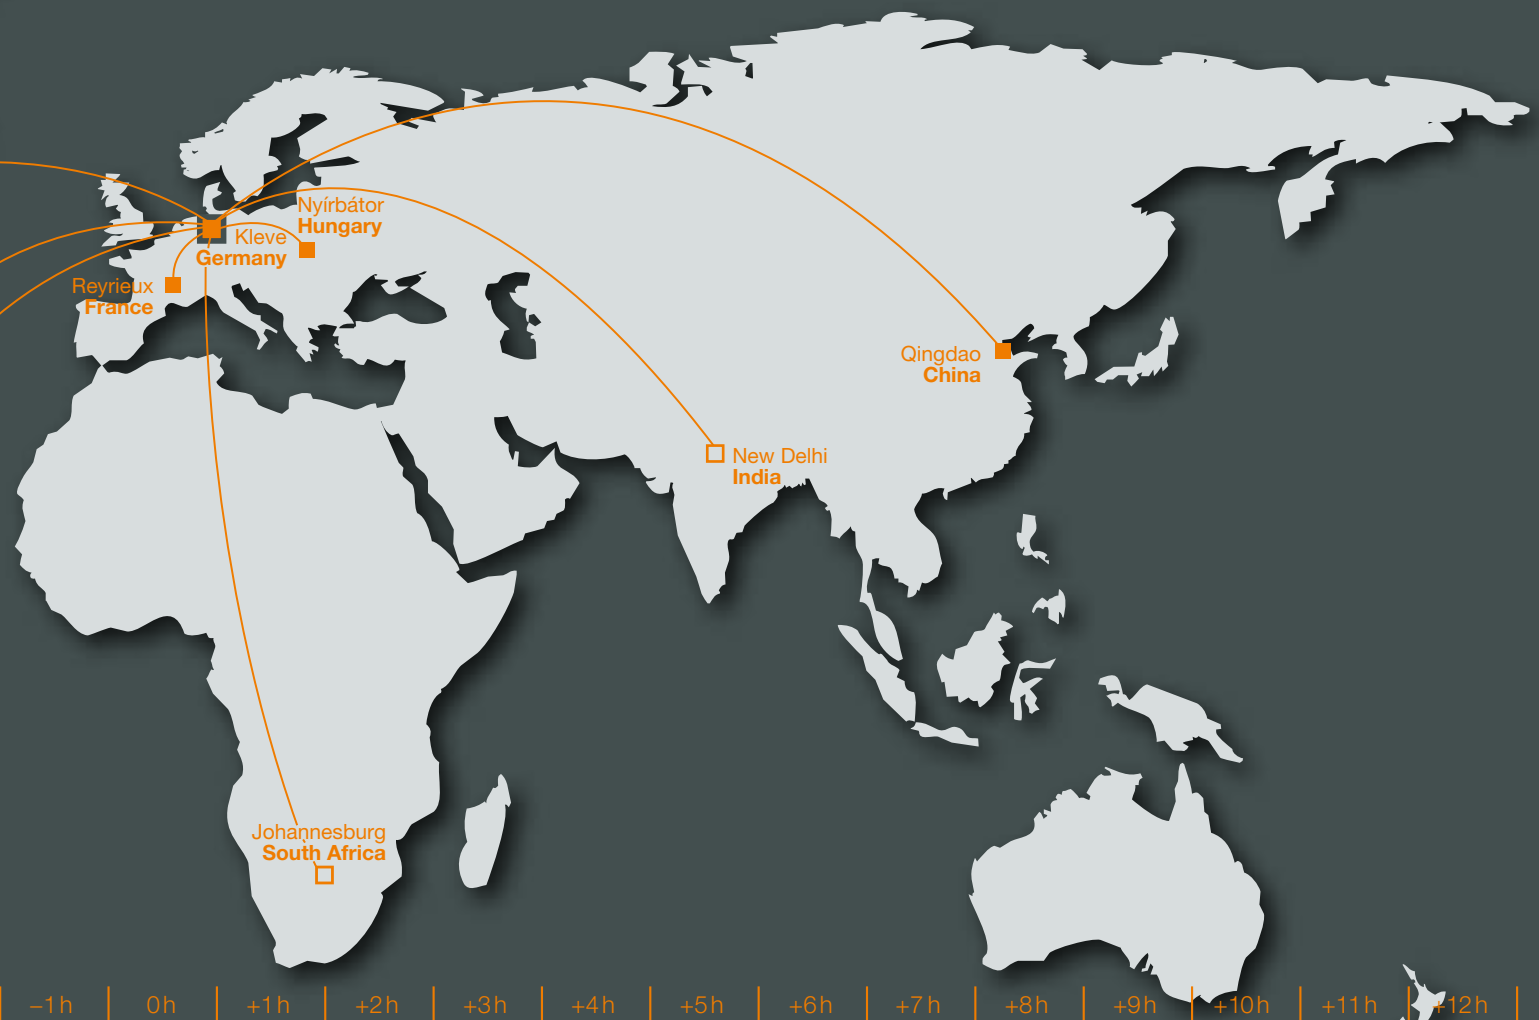 Nyírbátor
Hungary
Kleve
Germany
Reyrieux
France
Qingdao
China
New Delhi
India
Johannesburg
South Africa
–1h 0h +1h +2h +3h +4h +5h +6h +7h +8h +9h +10h +11h +12h